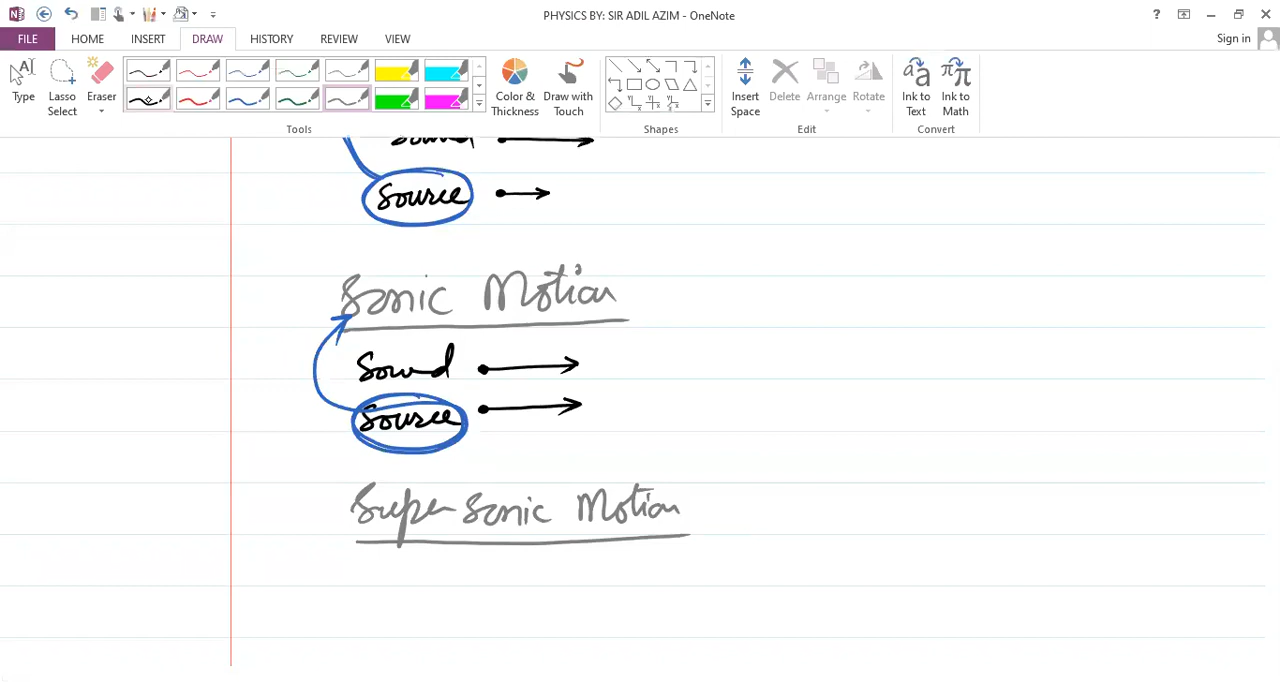 PHYSICS BY: SIR ADIL AZIM - OneNote
?
Sign in
FILE HOME INSERT DRAW HISTORY REVIEW VIEW
Type
Lasso Select
Eraser
Color & Thickness
Draw with Touch
Insert Space
Delete
Arrange
Rotate
Ink to Text
Ink to Math
Tools
Shapes
Edit
Convert
Sound
Source
Sonic Motion
Sound
Source
Super Sonic Motion